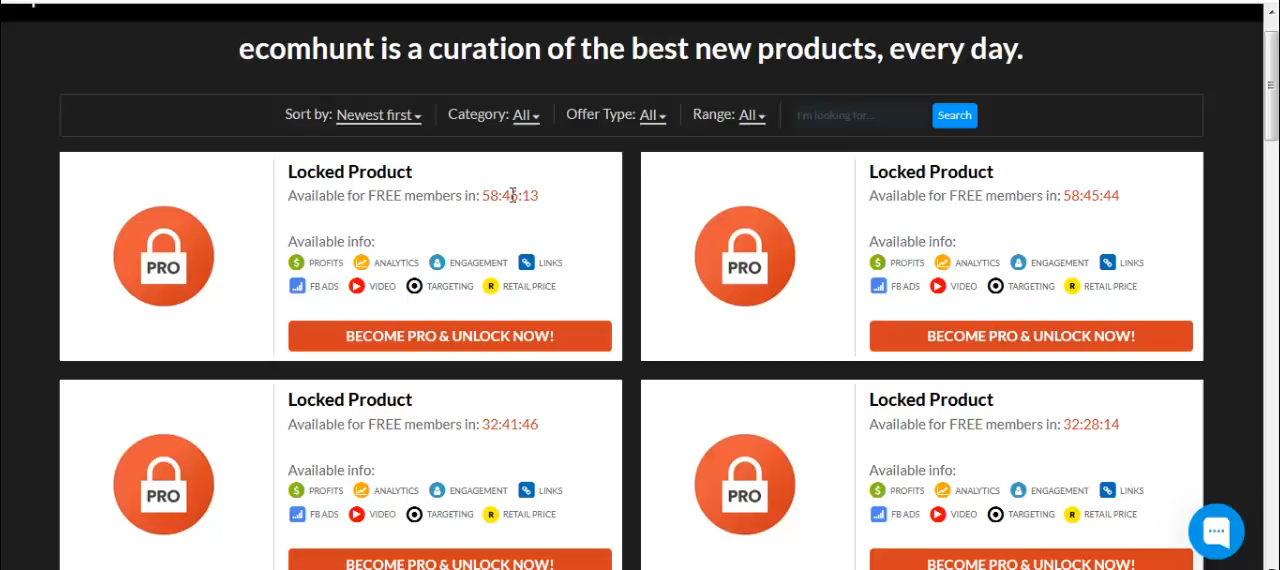 ecomhunt is a curation of the best new products, every day.
Sort by: Newest first Category: All Offer Type: All Range: All I'm looking for... Search
Locked Product
Available for FREE members in: 58:46:13
Available info:
$ PROFITS ANALYTICS ENGAGEMENT LINKS
FB ADS VIDEO TARGETING R RETAIL PRICE
PRO
BECOME PRO & UNLOCK NOW!
Locked Product
Available for FREE members in: 58:45:44
Available info:
$ PROFITS ANALYTICS ENGAGEMENT LINKS
FB ADS VIDEO TARGETING R RETAIL PRICE
PRO
BECOME PRO & UNLOCK NOW!
Locked Product
Available for FREE members in: 32:41:46
Available info:
$ PROFITS ANALYTICS ENGAGEMENT LINKS
FB ADS VIDEO TARGETING R RETAIL PRICE
PRO
BECOME PRO & UNLOCK NOW!
Locked Product
Available for FREE members in: 32:28:14
Available info:
$ PROFITS ANALYTICS ENGAGEMENT LINKS
FB ADS VIDEO TARGETING R RETAIL PRICE
PRO
BECOME PRO & UNLOCK NOW!